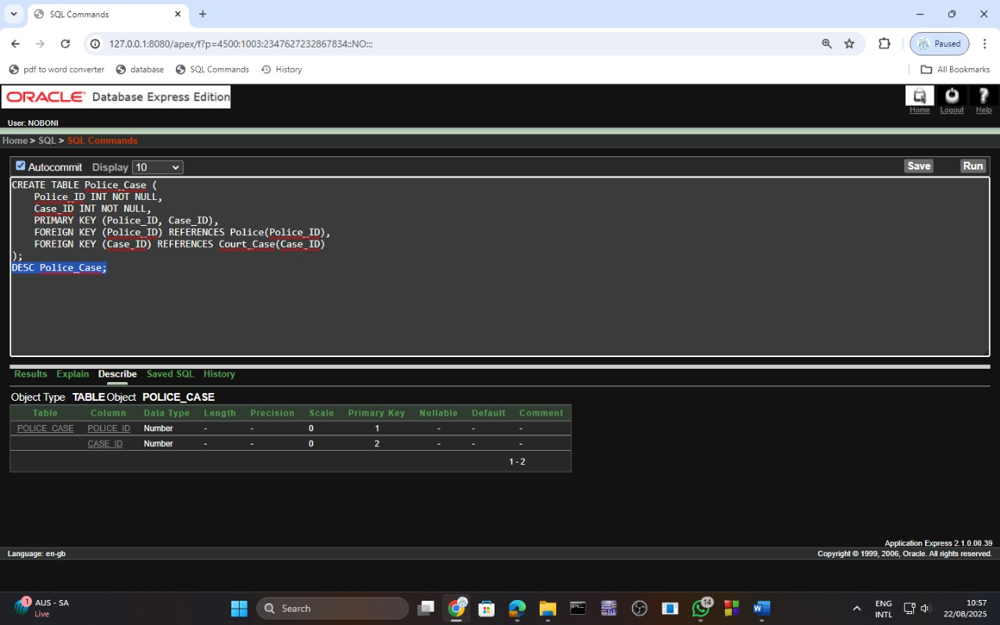 SQL Commands
127.0.0.1:8080/apex/f?p=4500:1003:2347627232867834::NO:::
Paused
pdf to word converter database SQL Commands History All Bookmarks
ORACLE Database Express Edition
Home Logout Help
User: NOBONI
Home > SQL > SQL Commands
Autocommit Display 10 Save Run
CREATE TABLE Police_Case (
Police_ID INT NOT NULL,
Case_ID INT NOT NULL,
PRIMARY KEY (Police_ID, Case_ID),
FOREIGN KEY (Police_ID) REFERENCES Police(Police_ID),
FOREIGN KEY (Case_ID) REFERENCES Court_Case(Case_ID)
);
DESC Police_Case;
Results Explain Describe Saved SQL History
Object Type TABLE Object POLICE_CASE
Table Column Data Type Length Precision Scale Primary Key Nullable Default Comment
POLICE_CASE POLICE_ID Number - - 0 1 - - -
CASE_ID Number - - 0 2 - - -
1 - 2
Application Express 2.1.0.00.39
Language: en-gb Copyright © 1999, 2006, Oracle. All rights reserved.
1 AUS - SA
Live
Search
14
W
ENG
INTL
10:57
22/08/2025